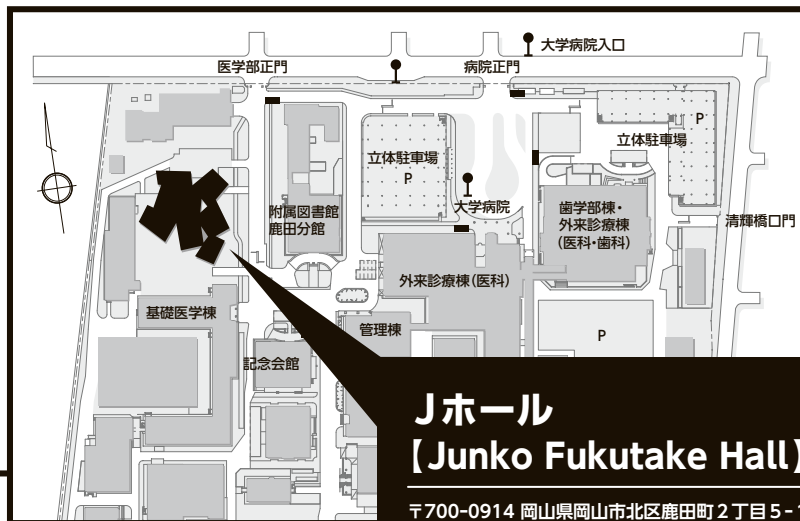 大学病院入口
医学部正門
病院正門
P
立体駐車場
立体駐車場
P
附属図書館
鹿田分館
大学病院
歯学部棟・
外来診療棟
(医科・歯科)
清輝橋口門
外来診療棟(医科)
基礎医学棟
管理棟
P
記念会館
Jホール
【Junko Fukutake Hall】
〒700-0914 岡山県岡山市北区鹿田町2丁目5-